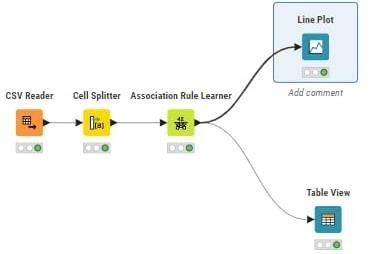 Line Plot
Add comment
CSV Reader
Cell Splitter
Association Rule Learner
Table View